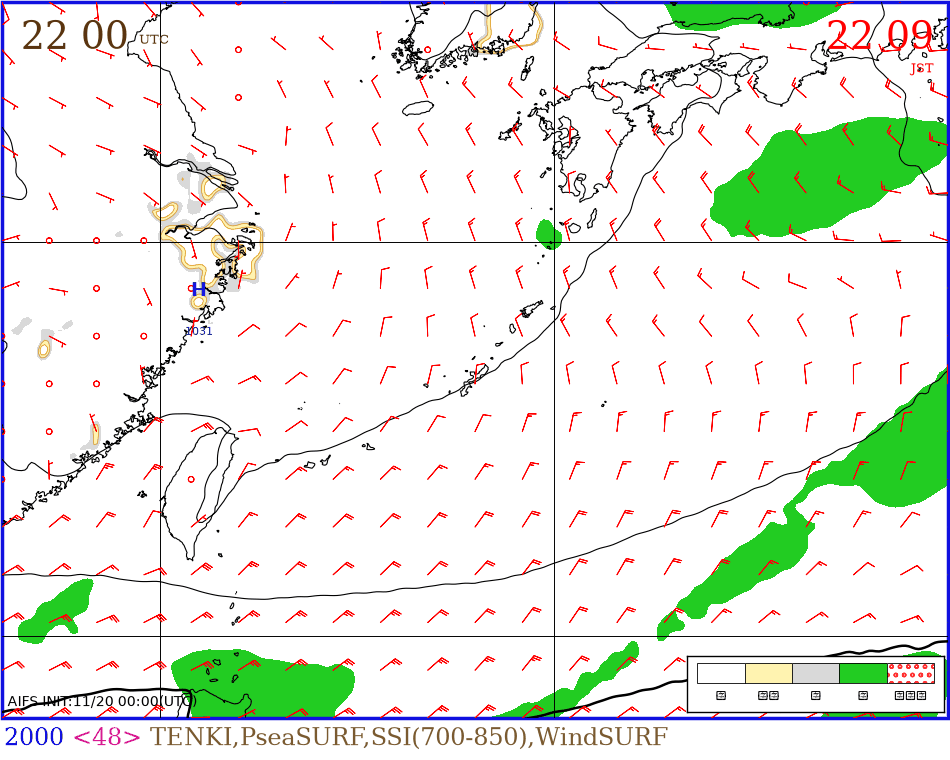 22 00 UTC
22 09 JST
H
1031
AIFS INIT:11/20 00:00(UTC)
2000 <48> TENKI,PseaSURF,SSI(700-850),WindSURF